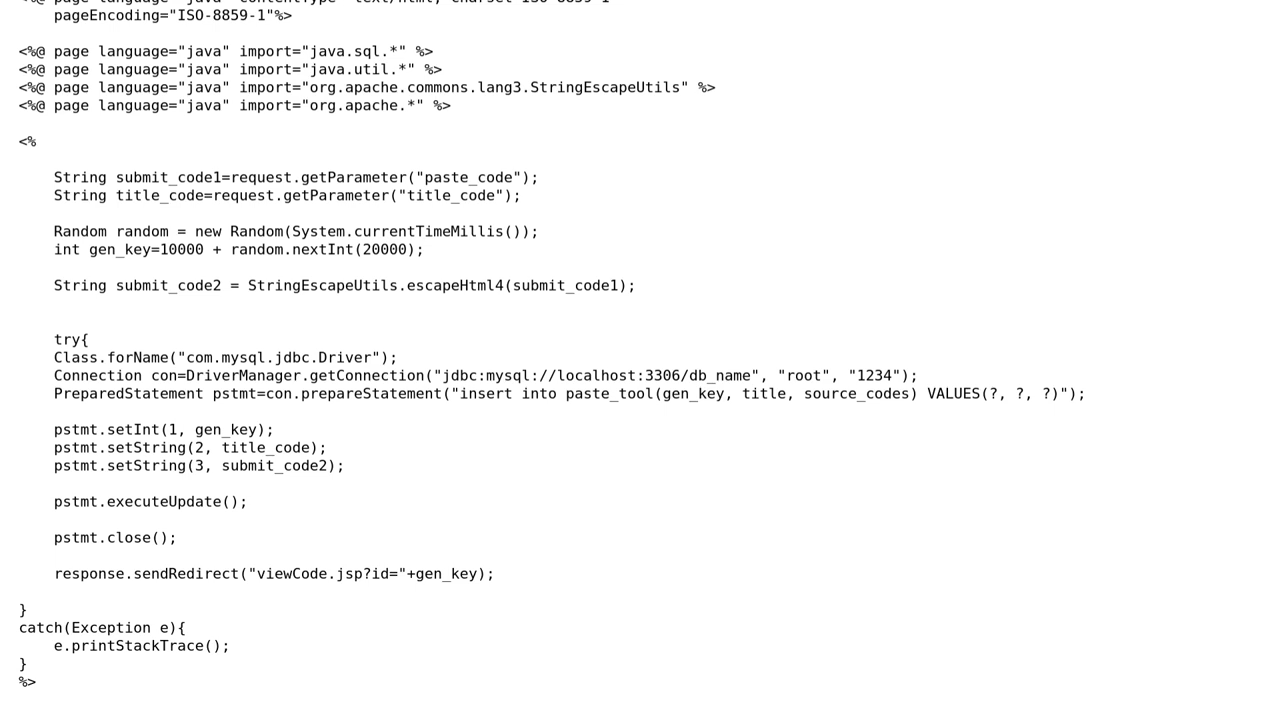 pageEncoding="ISO-8859-1"%>
<%@ page language="java" import="java.sql.*" %>
<%@ page language="java" import="java.util.*" %>
<%@ page language="java" import="org.apache.commons.lang3.StringEscapeUtils" %>
<%@ page language="java" import="org.apache.*" %>
<%
String submit_code1=request.getParameter("paste_code");
String title_code=request.getParameter("title_code");
Random random = new Random(System.currentTimeMillis());
int gen_key=10000 + random.nextInt(20000);
String submit_code2 = StringEscapeUtils.escapeHtml4(submit_code1);
try{
Class.forName("com.mysql.jdbc.Driver");
Connection con=DriverManager.getConnection("jdbc:mysql://localhost:3306/db_name", "root", "1234");
PreparedStatement pstmt=con.prepareStatement("insert into paste_tool(gen_key, title, source_codes) VALUES(?, ?, ?)");
pstmt.setInt(1, gen_key);
pstmt.setString(2, title_code);
pstmt.setString(3, submit_code2);
pstmt.executeUpdate();
pstmt.close();
response.sendRedirect("viewCode.jsp?id="+gen_key);
}
catch(Exception e){
e.printStackTrace();
}
%>